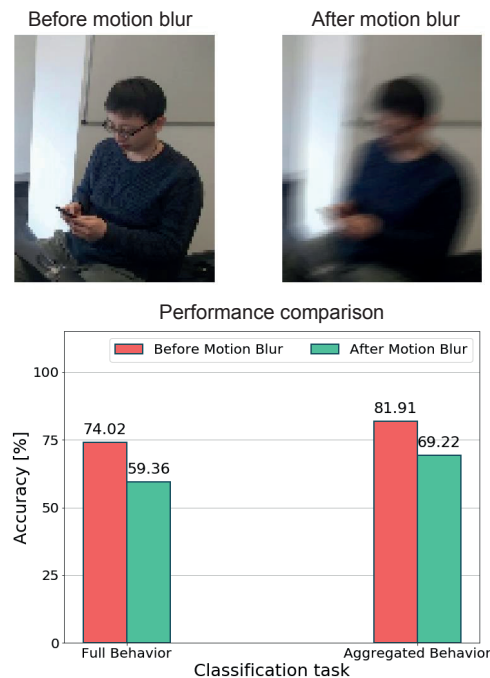 Before motion blur
After motion blur
Performance comparison
Before Motion Blur
After Motion Blur
100
75
50
25
0
Accuracy [%]
74.02
59.36
81.91
69.22
Full Behavior
Aggregated Behavior
Classification task